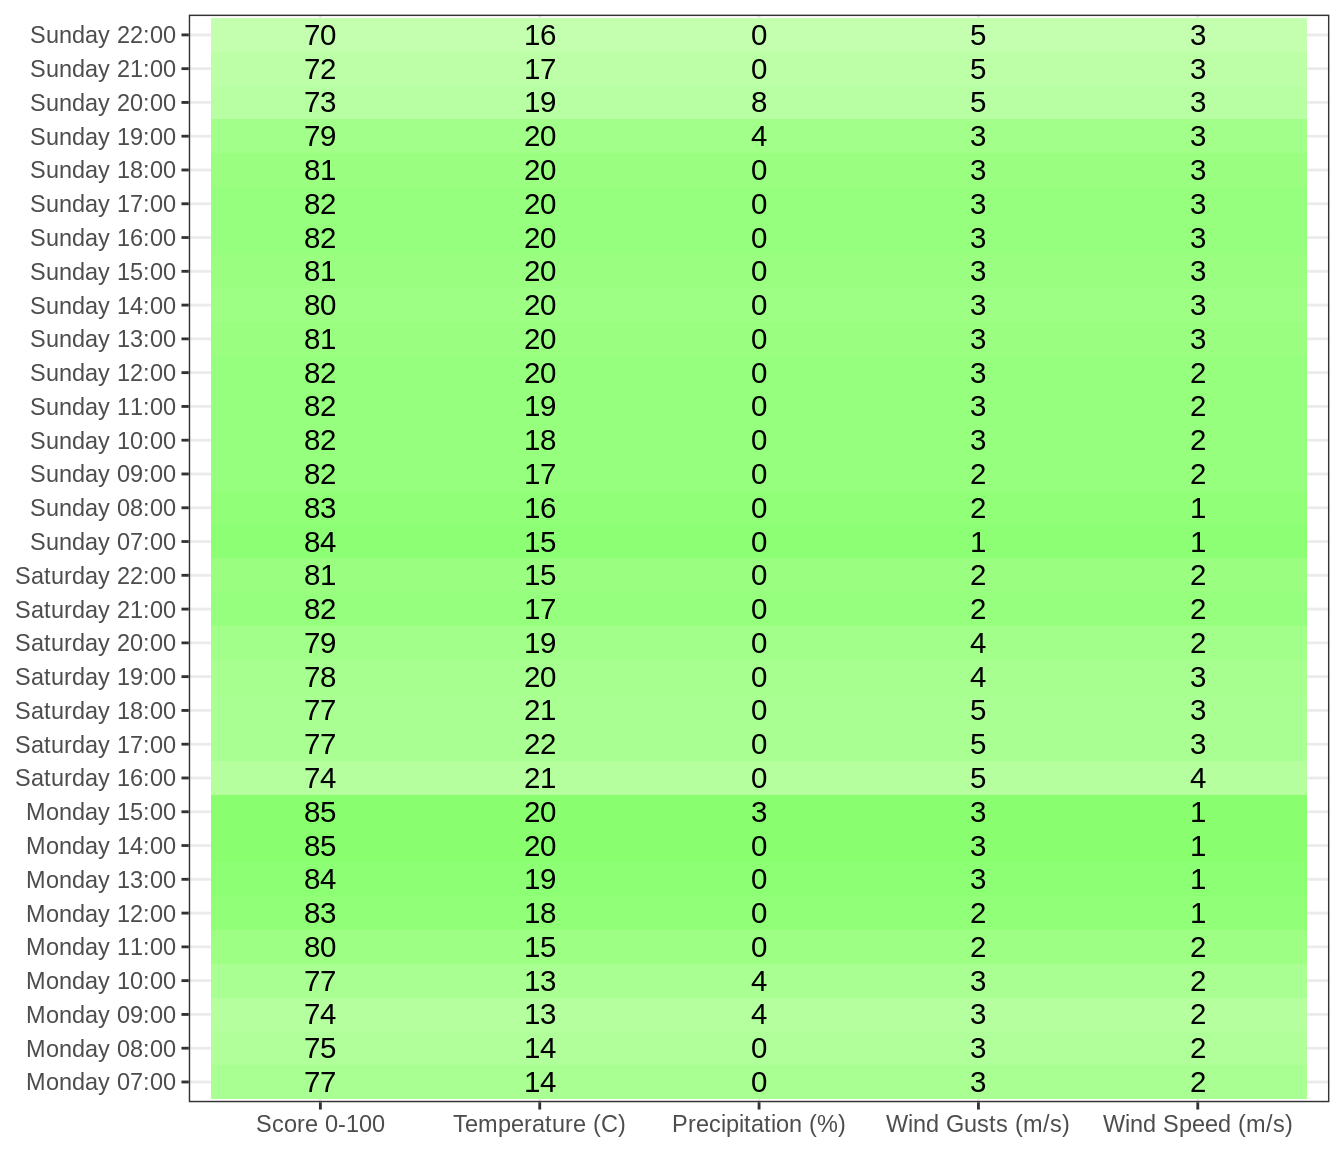 Sunday 22:00 70 16 0 5 3
Sunday 21:00 72 17 0 5 3
Sunday 20:00 73 19 8 5 3
Sunday 19:00 79 20 4 3 3
Sunday 18:00 81 20 0 3 3
Sunday 17:00 82 20 0 3 3
Sunday 16:00 82 20 0 3 3
Sunday 15:00 81 20 0 3 3
Sunday 14:00 80 20 0 3 3
Sunday 13:00 81 20 0 3 3
Sunday 12:00 82 20 0 3 2
Sunday 11:00 82 19 0 3 2
Sunday 10:00 82 18 0 3 2
Sunday 09:00 82 17 0 2 2
Sunday 08:00 83 16 0 2 1
Sunday 07:00 84 15 0 1 1
Saturday 22:00 81 15 0 2 2
Saturday 21:00 82 17 0 2 2
Saturday 20:00 79 19 0 4 2
Saturday 19:00 78 20 0 4 3
Saturday 18:00 77 21 0 5 3
Saturday 17:00 77 22 0 5 3
Saturday 16:00 74 21 0 5 4
Monday 15:00 85 20 3 3 1
Monday 14:00 85 20 0 3 1
Monday 13:00 84 19 0 3 1
Monday 12:00 83 18 0 2 1
Monday 11:00 80 15 0 2 2
Monday 10:00 77 13 4 3 2
Monday 09:00 74 13 4 3 2
Monday 08:00 75 14 0 3 2
Monday 07:00 77 14 0 3 2
Score 0-100 Temperature (C) Precipitation (%) Wind Gusts (m/s) Wind Speed (m/s)